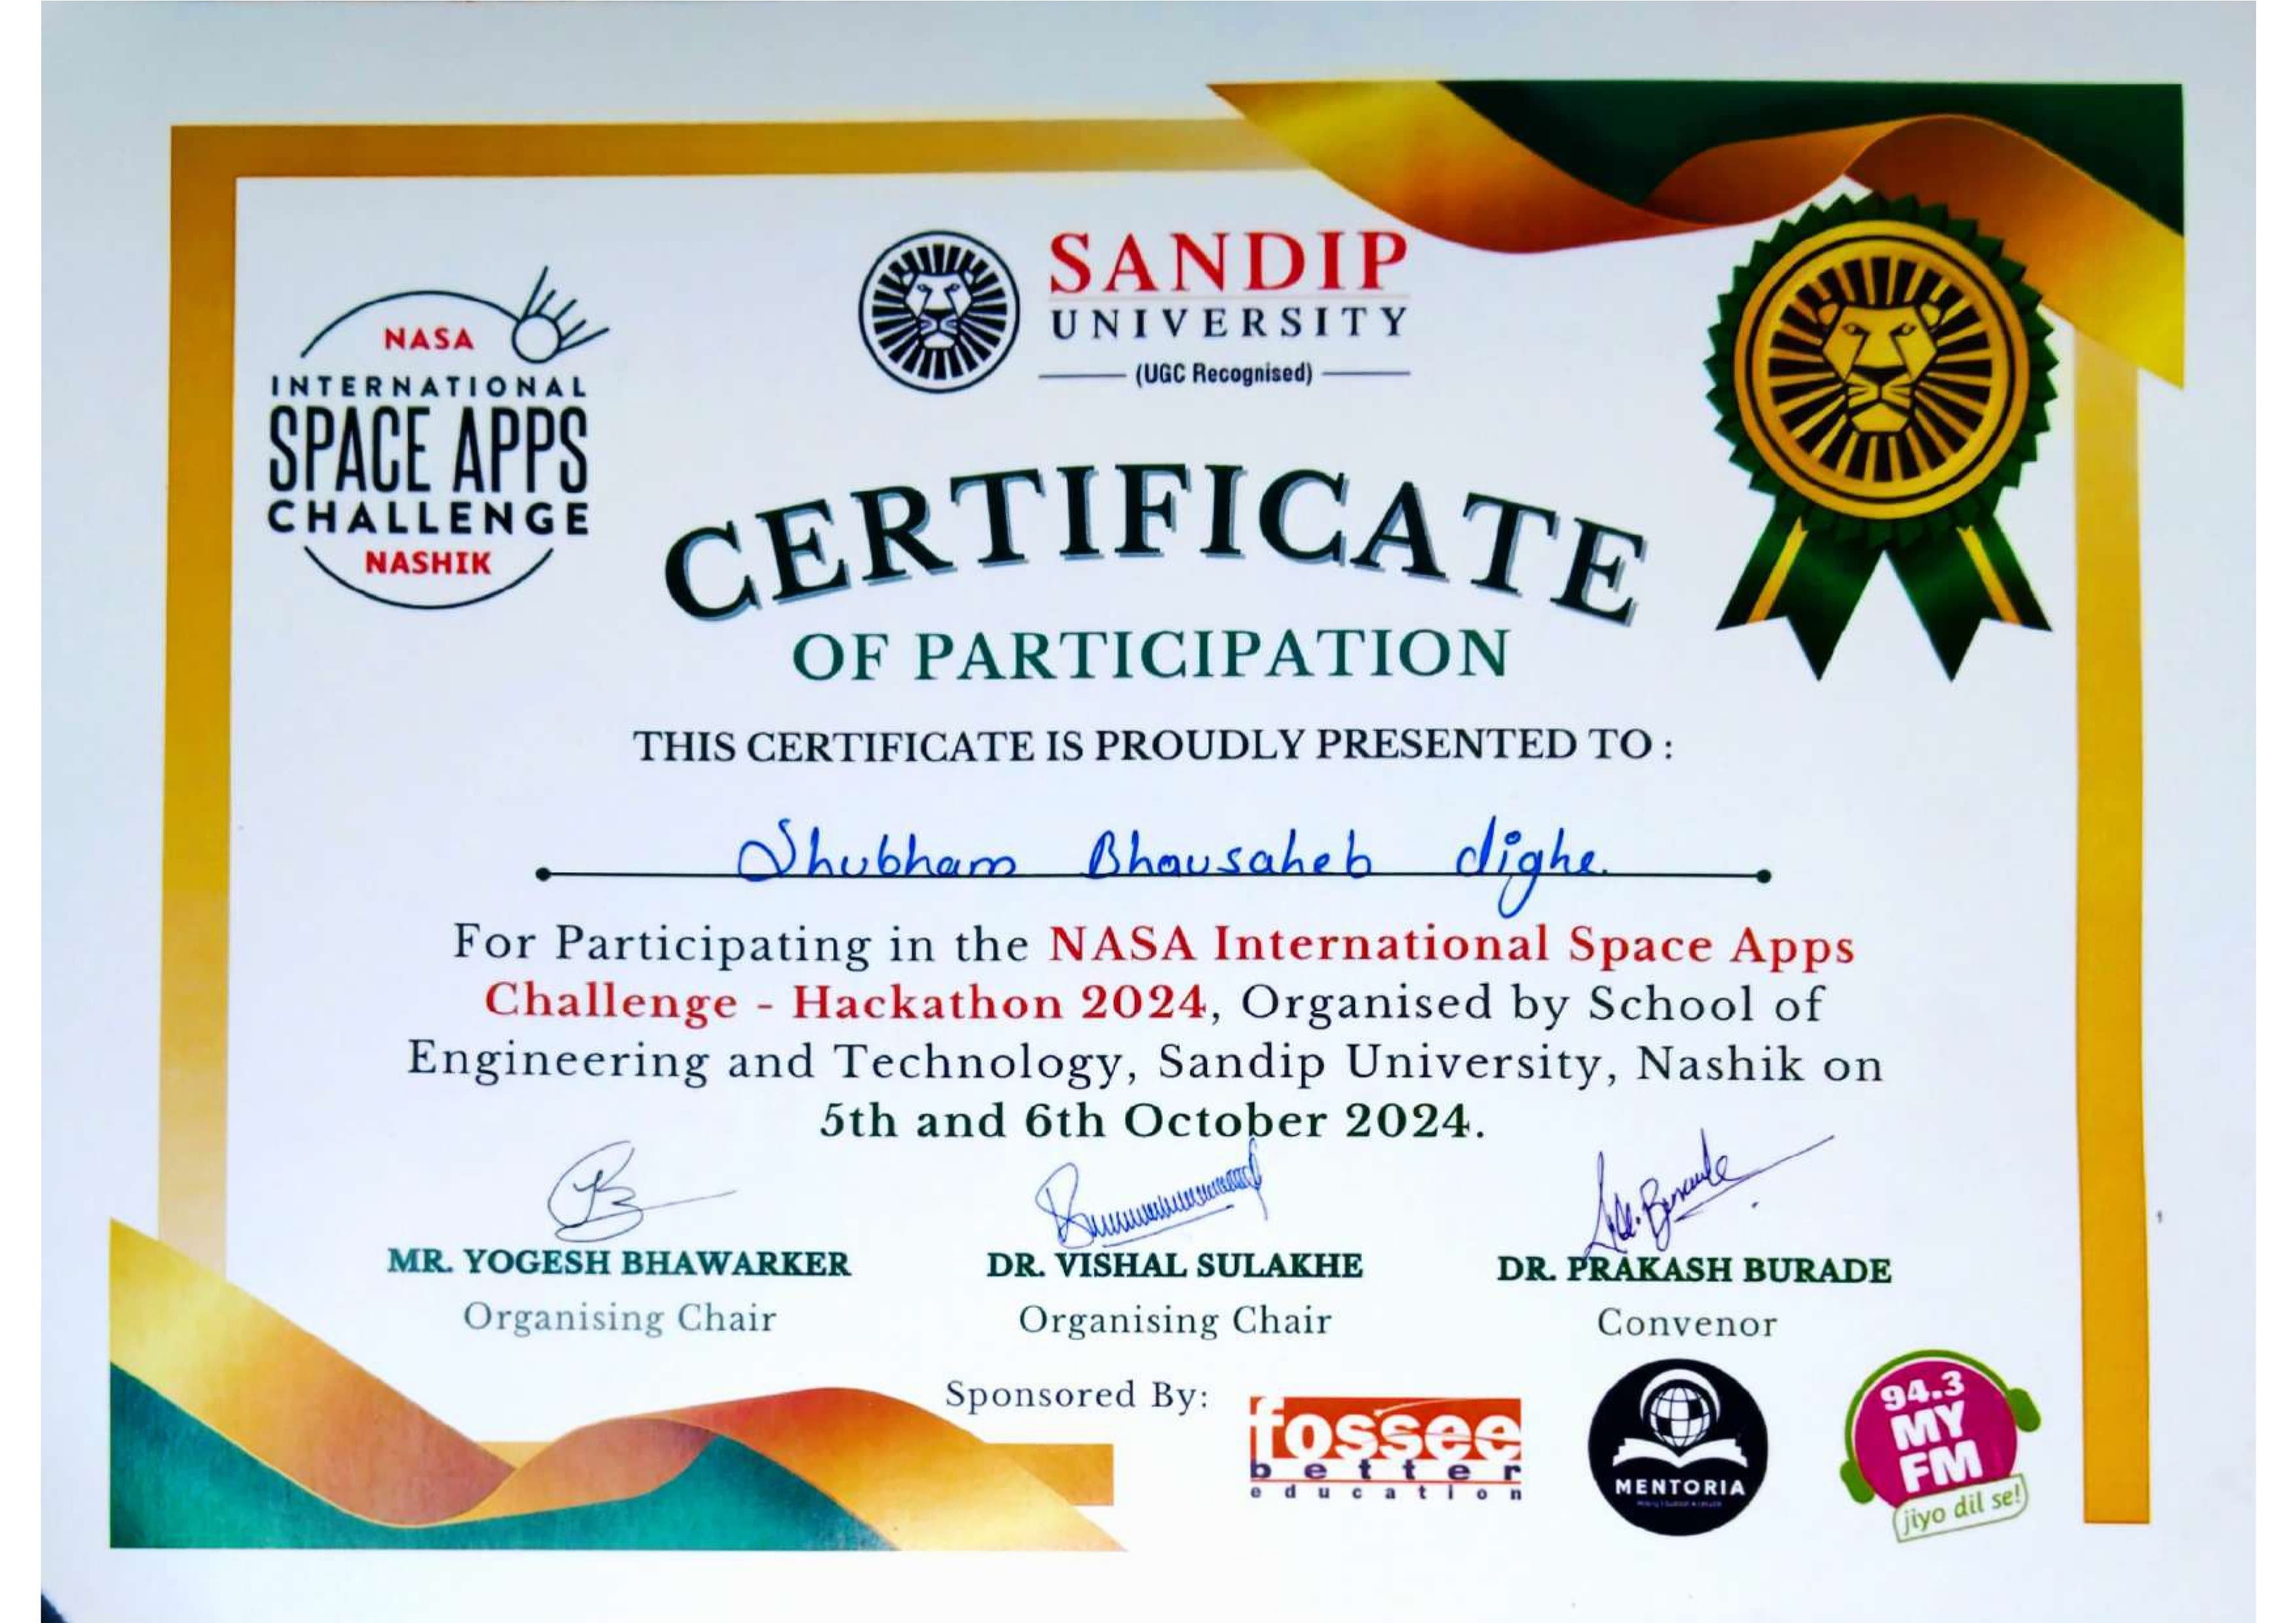 NASA
INTERNATIONAL
SPACE APPS
CHALLENGE
NASHIK
SANDIP
UNIVERSITY
(UGC Recognised)
CERTIFICATE
OF PARTICIPATION
THIS CERTIFICATE IS PROUDLY PRESENTED TO :
Shubham Bhausaheb dighe.
For Participating in the NASA International Space Apps
Challenge - Hackathon 2024, Organised by School of
Engineering and Technology, Sandip University, Nashik on
5th and 6th October 2024.
MR. YOGESH BHAWARKER
Organising Chair
DR. VISHAL SULAKHE
Organising Chair
DR. PRAKASH BURADE
Convenor
Sponsored By:
fossee
better
education
MENTORIA
94.3
MY
FM
jiyo dil se!